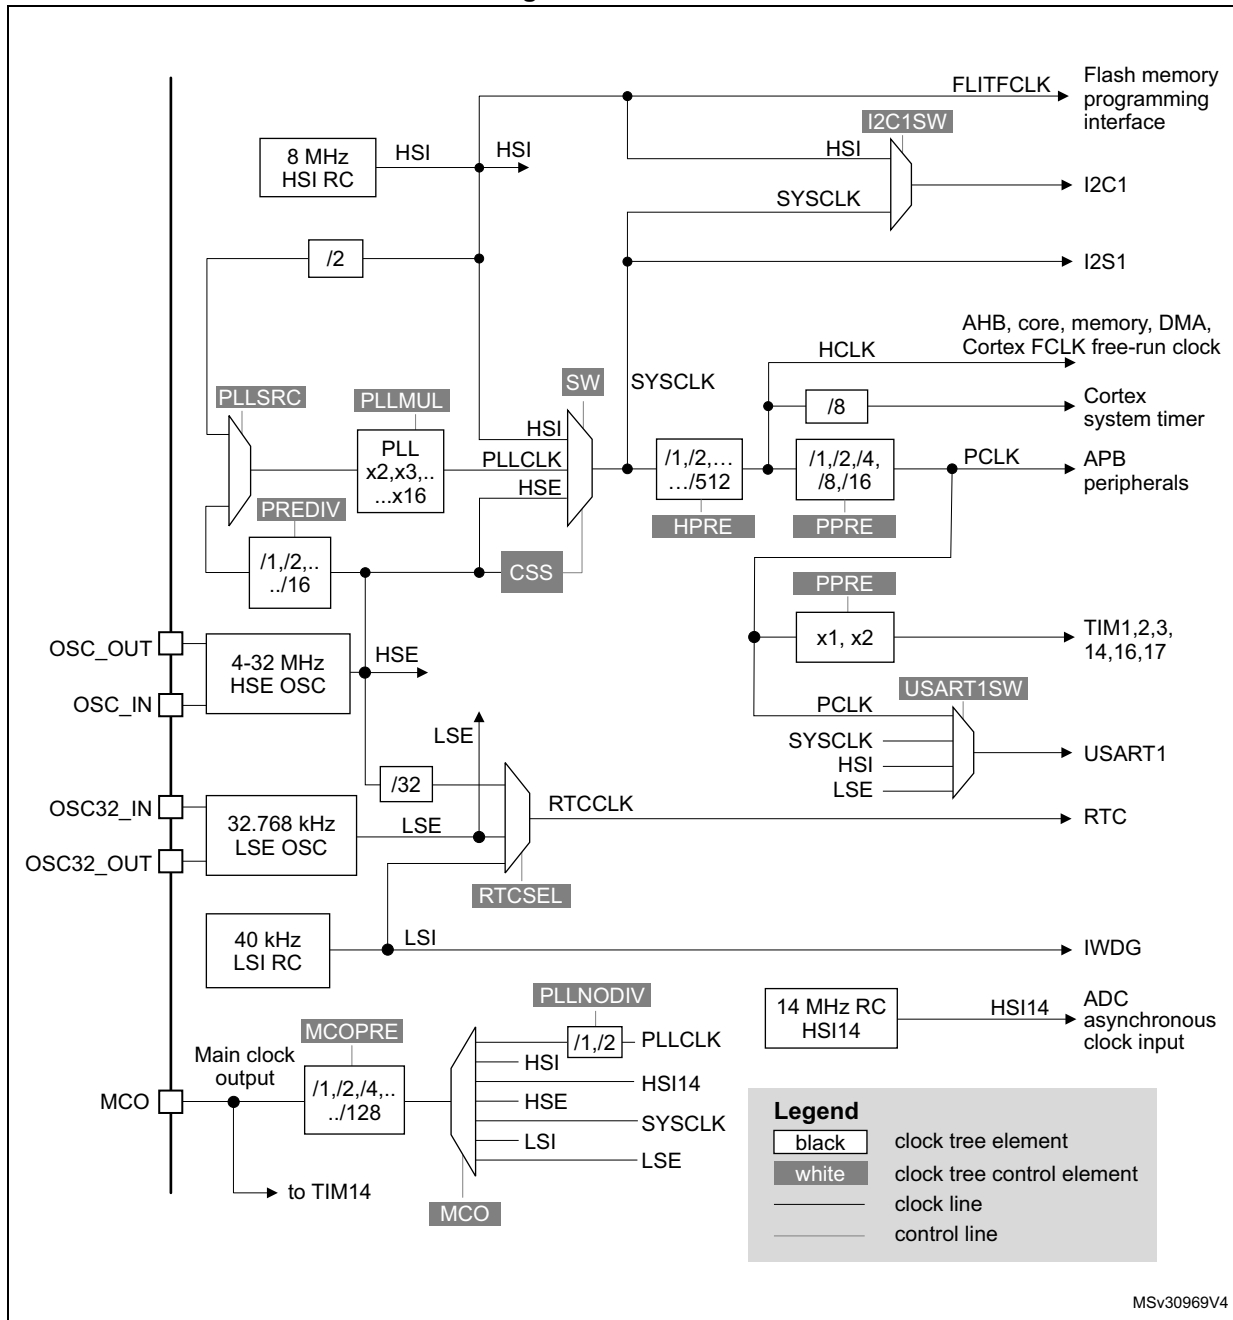 FLITFCLK
Flash memory
programming
interface
I2C1SW
8 MHz
HSI RC
HSI
HSI
HSI
SYSCLK
I2C1
/2
I2S1
AHB, core, memory, DMA,
Cortex FCLK free-run clock
HCLK
SW
SYSCLK
/8
Cortex
system timer
PLLSRC
PLLMUL
PLL
x2,x3,..
...x16
HSI
PLLCLK
HSE
/1,/2,...
.../512
HPRE
/1,/2,/4,
/8,/16
PPRE
PCLK
APB
peripherals
PREDIV
/1,/2,..
../16
CSS
PPRE
x1, x2
TIM1,2,3,
14,16,17
OSC_OUT
OSC_IN
4-32 MHz
HSE OSC
HSE
USART1SW
PCLK
SYSCLK
HSI
LSE
USART1
LSE
/32
RTCCLK
RTC
OSC32_IN
OSC32_OUT
32.768 kHz
LSE OSC
LSE
RTCSEL
40 kHz
LSI RC
LSI
IWDG
PLLNODIV
14 MHz RC
HSI14
HSI14
ADC
asynchronous
clock input
MCOPRE
Main clock
output
MCO
/1,/2,/4,..
../128
/1,/2
PLLCLK
HSI
HSI14
HSE
SYSCLK
LSI
LSE
to TIM14
MCO
Legend
black clock tree element
white clock tree control element
clock line
control line
MSv30969V4